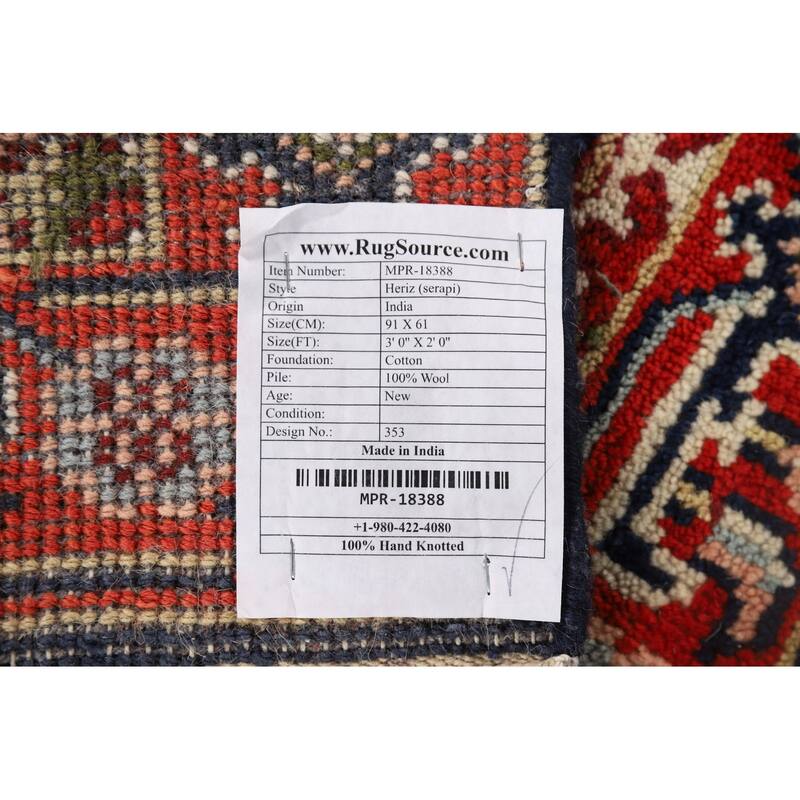 www.RugSource.com
Item Number: MPR-18388
Style Heriz (serapi)
Origin India
Size(CM): 91 X 61
Size(FT): 3' 0" X 2' 0"
Foundation: Cotton
Pile: 100% Wool
Age: New
Condition:
Design No.: 353
Made in India
MPR-18388
+1-980-422-4080
100% Hand Knotted